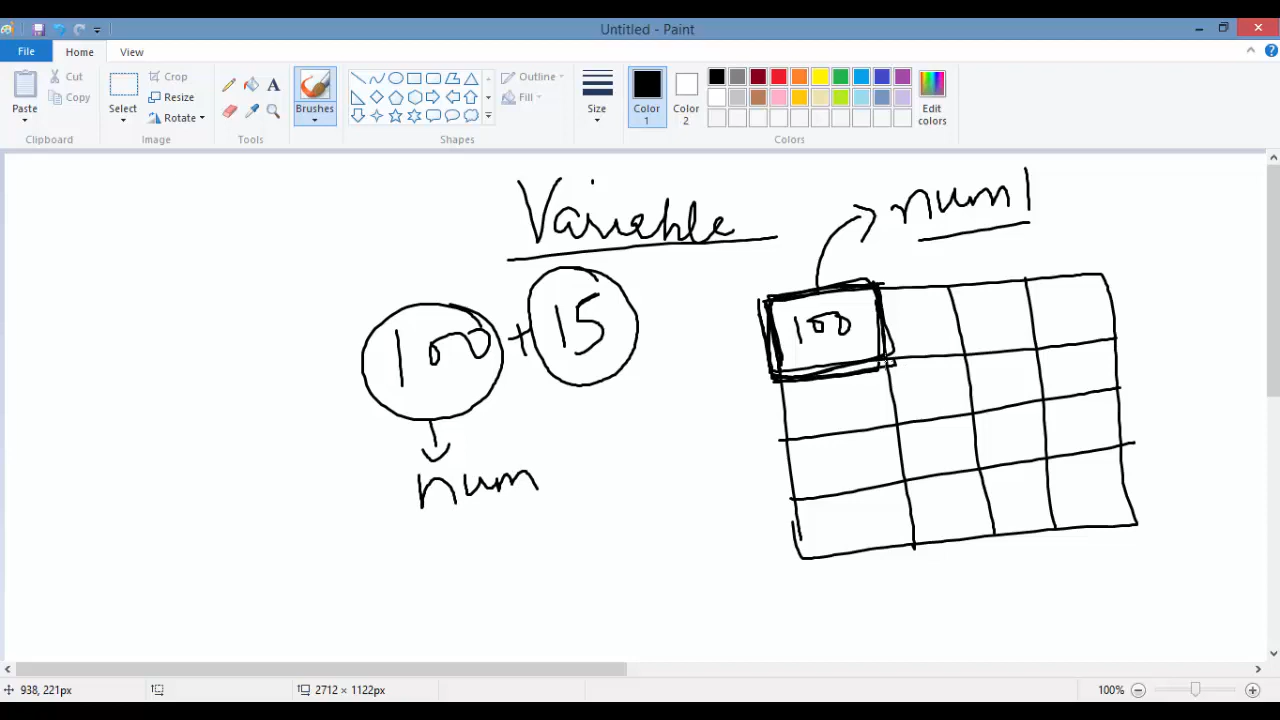 Untitled - Paint
File Home View
Paste
Cut
Copy
Clipboard
Select
Crop
Resize
Rotate
Image
A
Tools
Brushes
Shapes
Outline
Fill
Size
Color 1
Color 2
Edit colors
Colors
Variable
num1
100 + 15
100
num
938, 221px
2712 × 1122px
100%